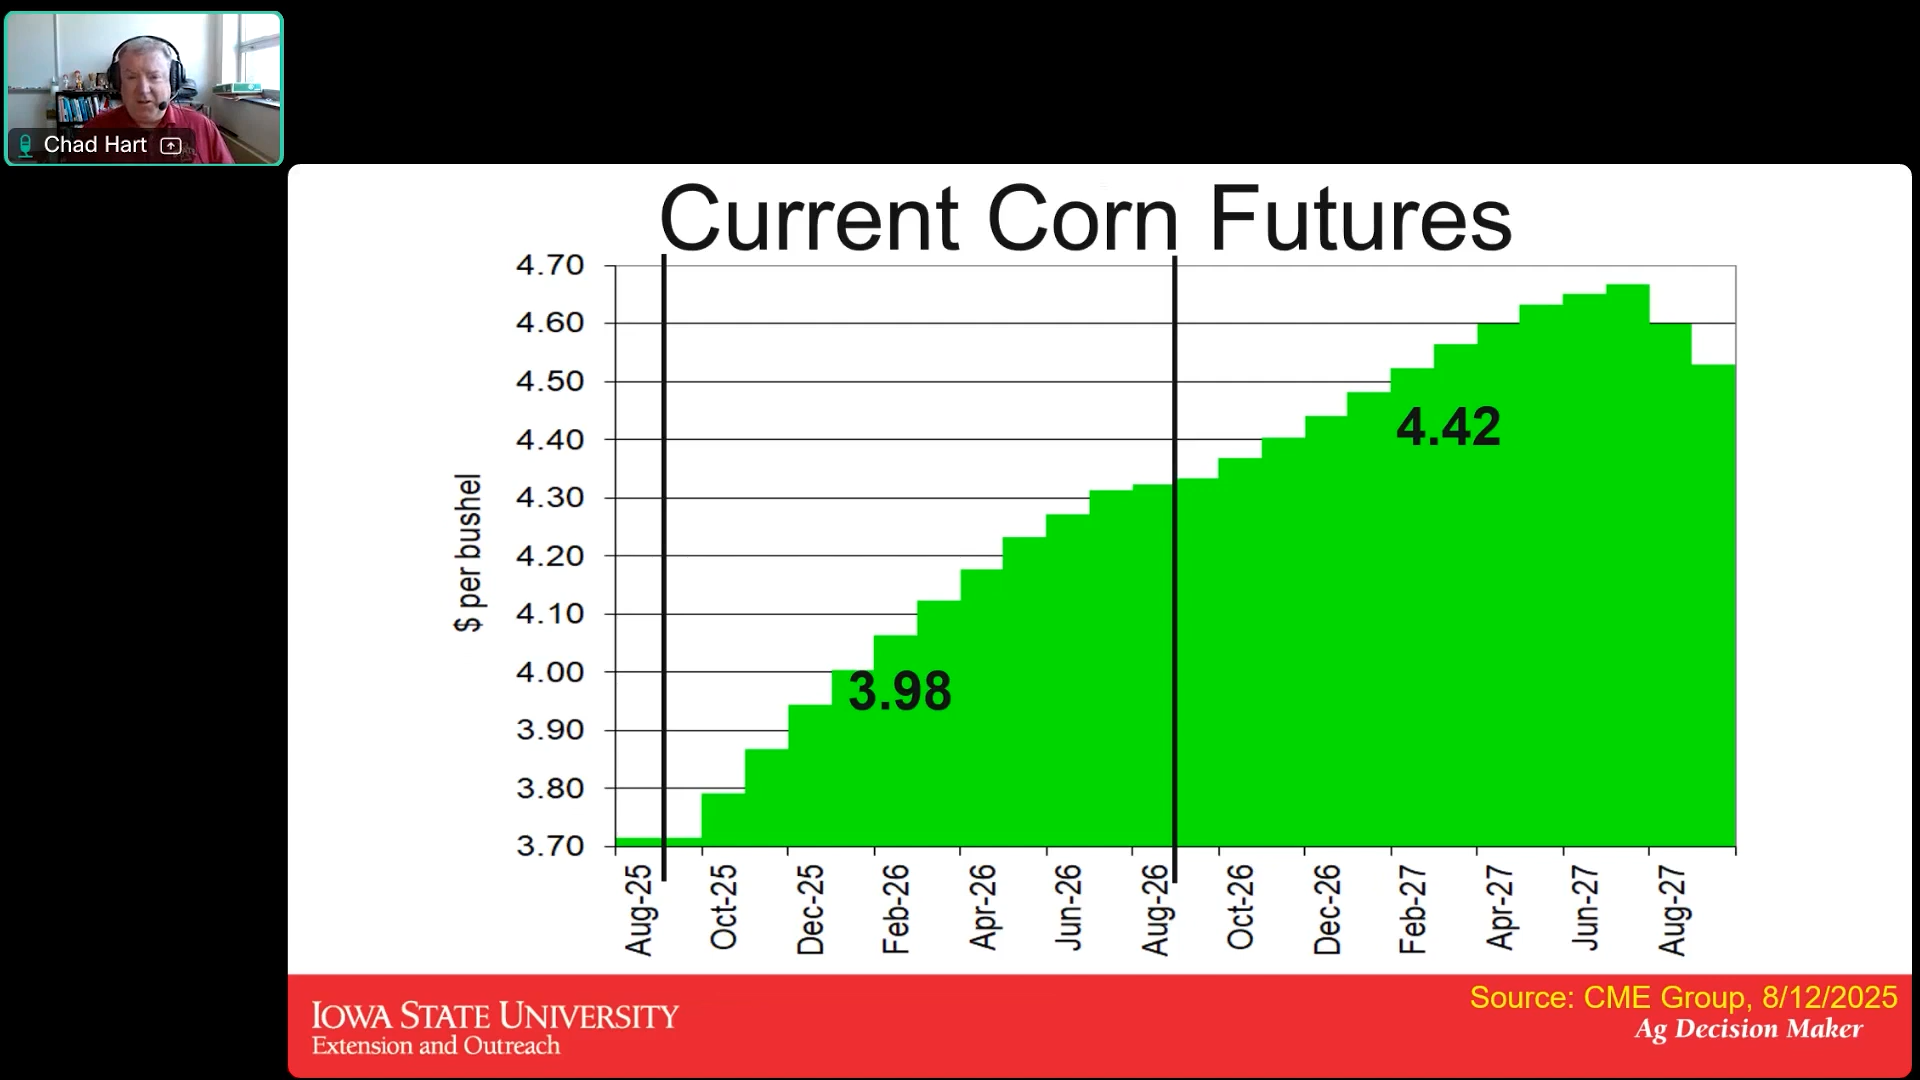 Chad Hart
Current Corn Futures
4.70
4.60
4.50
4.40
4.30
4.20
4.10
4.00
3.90
3.80
3.70
$ per bushel
4.42
3.98
Aug-25
Oct-25
Dec-25
Feb-26
Apr-26
Jun-26
Aug-26
Oct-26
Dec-26
Feb-27
Apr-27
Jun-27
Aug-27
IOWA STATE UNIVERSITY
Extension and Outreach
Source: CME Group, 8/12/2025
Ag Decision Maker